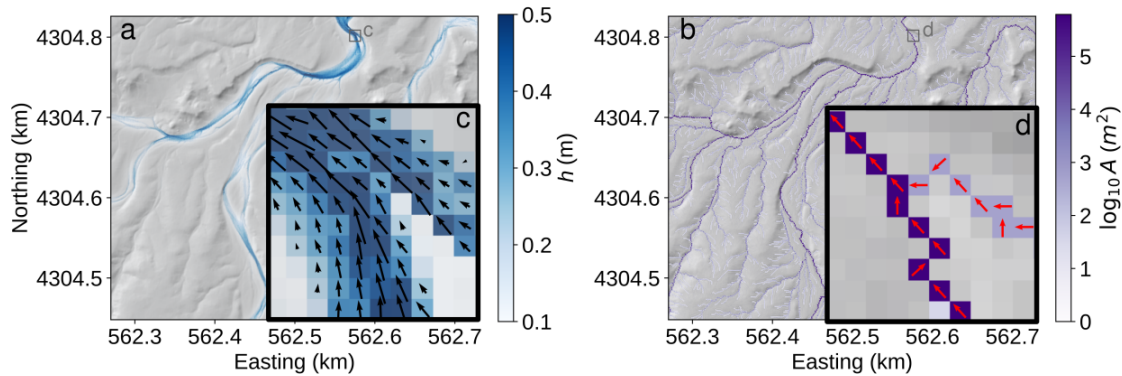 a
c
b
d
Northing (km)
4304.8
4304.7
4304.6
4304.5
562.3
562.4
562.5
562.6
562.7
Easting (km)
c
0.5
0.4
0.3
0.2
0.1
h (m)
4304.8
4304.7
4304.6
4304.5
562.3
562.4
562.5
562.6
562.7
Easting (km)
d
5
4
3
2
1
0
log10 A (m²)